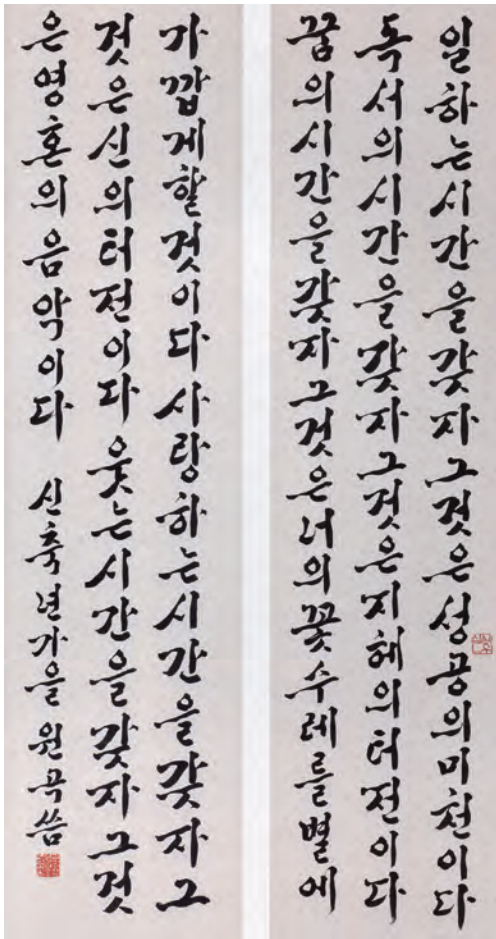 일하는시간을갖자그것은성공의미천이다
독서의시간을갖자그것은지혜의터전이다
꿈의시간을갖자그것은너의꽃수레를별에
가깝게할것이다사랑하는시간을갖자그
것은신의터전이다웃는시간을갖자그것
은영혼의음악이다 신축년가을 원곡씀